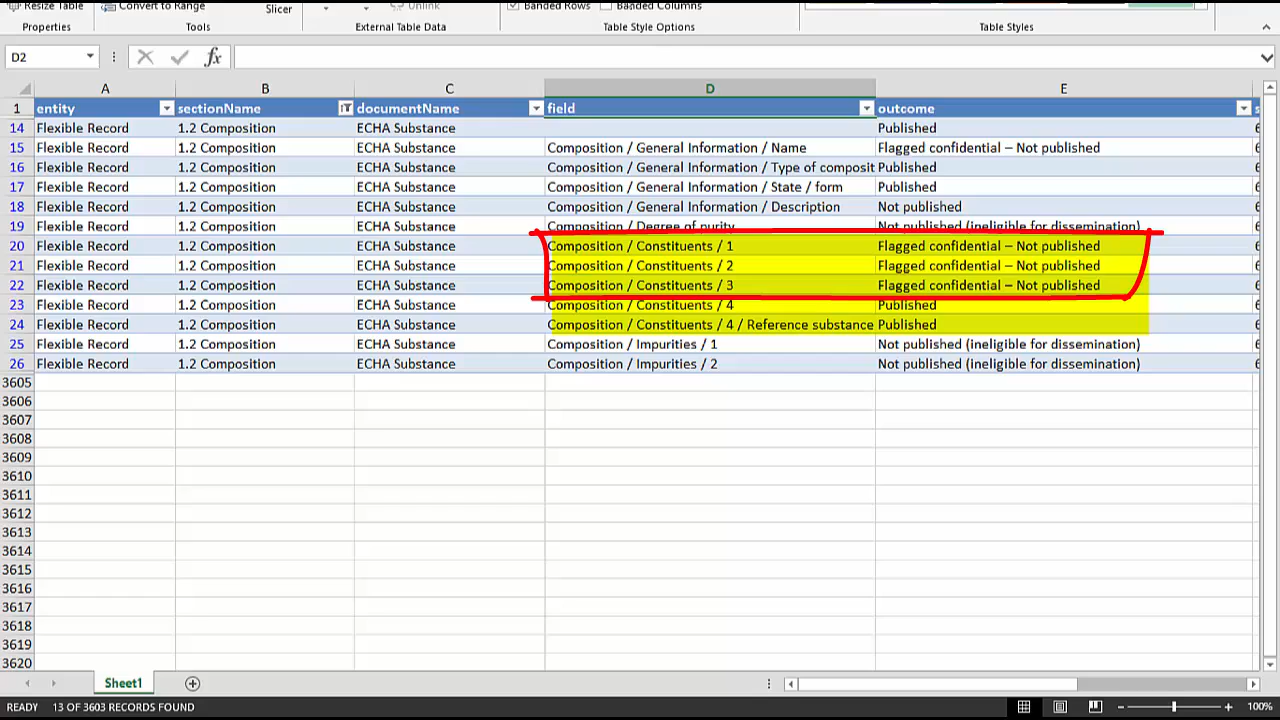 Resize Table
Convert to Range
Slicer
Unlink
Banded Rows
Banded Columns
Properties
Tools
External Table Data
Table Style Options
Table Styles
D2
fx
A B C D E
1 entity sectionName documentName field outcome
14 Flexible Record 1.2 Composition ECHA Substance Published
15 Flexible Record 1.2 Composition ECHA Substance Composition / General Information / Name Flagged confidential – Not published
16 Flexible Record 1.2 Composition ECHA Substance Composition / General Information / Type of composit Published
17 Flexible Record 1.2 Composition ECHA Substance Composition / General Information / State / form Published
18 Flexible Record 1.2 Composition ECHA Substance Composition / General Information / Description Not published
19 Flexible Record 1.2 Composition ECHA Substance Composition / Degree of purity Not published (ineligible for dissemination)
20 Flexible Record 1.2 Composition ECHA Substance Composition / Constituents / 1 Flagged confidential – Not published
21 Flexible Record 1.2 Composition ECHA Substance Composition / Constituents / 2 Flagged confidential – Not published
22 Flexible Record 1.2 Composition ECHA Substance Composition / Constituents / 3 Flagged confidential – Not published
23 Flexible Record 1.2 Composition ECHA Substance Composition / Constituents / 4 Published
24 Flexible Record 1.2 Composition ECHA Substance Composition / Constituents / 4 / Reference substance Published
25 Flexible Record 1.2 Composition ECHA Substance Composition / Impurities / 1 Not published (ineligible for dissemination)
26 Flexible Record 1.2 Composition ECHA Substance Composition / Impurities / 2 Not published (ineligible for dissemination)
3605
3606
3607
3608
3609
3610
3611
3612
3613
3614
3615
3616
3617
3618
3619
3620
Sheet1
READY 13 OF 3603 RECORDS FOUND 100%